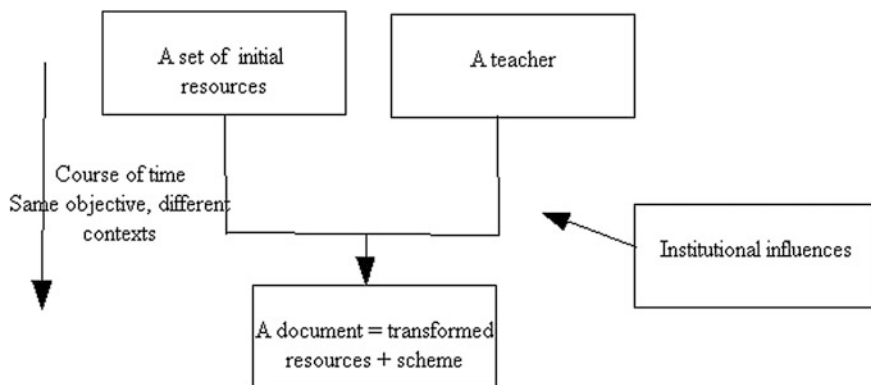 A set of initial
resources
A teacher
Course of time
Same objective, different
contexts
Institutional influences
A document = transformed
resources + scheme